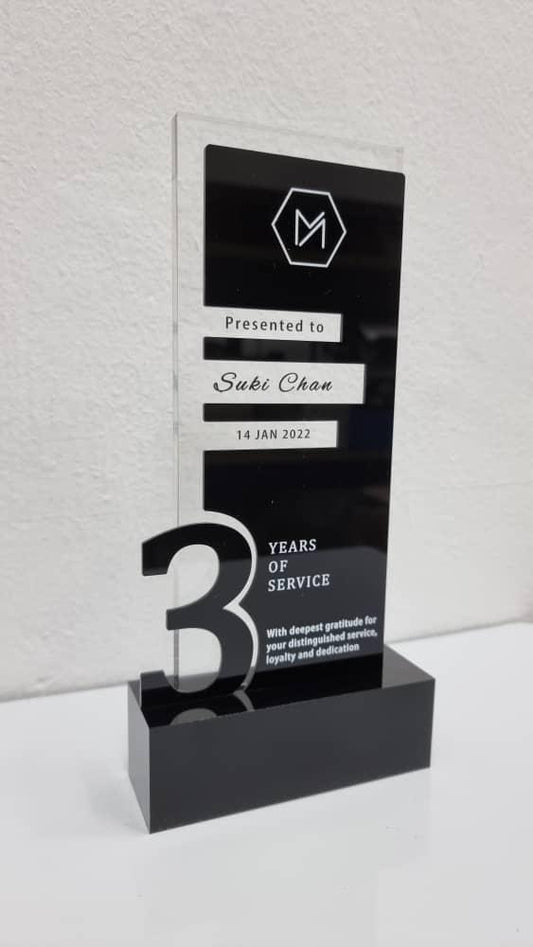 M
Presented to
Suki Chan
14 JAN 2022
3
YEARS
OF
SERVICE
With deepest gratitude for
your distinguished service,
loyalty and dedication